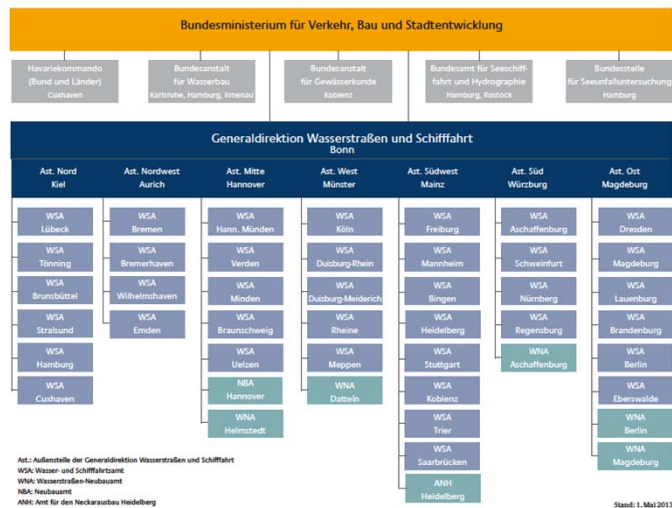 Bundesministerium für Verkehr, Bau und Stadtentwicklung
Havariekommando
(Bund und Länder)
Cuxhaven
Bundesanstalt
für Wasserbau
Karlsruhe, Hamburg, Ilmenau
Bundesanstalt
für Gewässerkunde
Koblenz
Bundesamt für Seeschiff-
fahrt und Hydrographie
Hamburg, Rostock
Bundesstelle
für Seeunfalluntersuchung
Hamburg
Generaldirektion Wasserstraßen und Schifffahrt
Bonn
Ast. Nord
Kiel
WSA
Lübeck
WSA
Tönning
WSA
Brunsbüttel
WSA
Stralsund
WSA
Hamburg
WSA
Cuxhaven
Ast. Nordwest
Aurich
WSA
Bremen
WSA
Bremerhaven
WSA
Wilhelmshaven
WSA
Emden
Ast. Mitte
Hannover
WSA
Hann. Münden
WSA
Verden
WSA
Minden
WSA
Braunschweig
WSA
Uelzen
NBA
Hannover
WNA
Helmstedt
Ast. West
Münster
WSA
Köln
WSA
Duisburg-Rhein
WSA
Duisburg-Meiderich
WSA
Rheine
WSA
Meppen
WNA
Datteln
Ast. Südwest
Mainz
WSA
Freiburg
WSA
Mannheim
WSA
Bingen
WSA
Heidelberg
WSA
Stuttgart
WSA
Koblenz
WSA
Trier
WSA
Saarbrücken
ANH
Heidelberg
Ast. Süd
Würzburg
WSA
Aschaffenburg
WSA
Schweinfurt
WSA
Nürnberg
WSA
Regensburg
WNA
Aschaffenburg
Ast. Ost
Magdeburg
WSA
Dresden
WSA
Magdeburg
WSA
Lauenburg
WSA
Brandenburg
WSA
Berlin
WSA
Eberswalde
WNA
Berlin
WNA
Magdeburg
Ast.: Außenstelle der Generaldirektion Wasserstraßen und Schifffahrt
WSA: Wasser- und Schifffahrtsamt
WNA: Wasserstraßen-Neubauamt
NBA: Neubauamt
ANH: Amt für den Neckarausbau Heidelberg
Stand: 1. Mai 2013